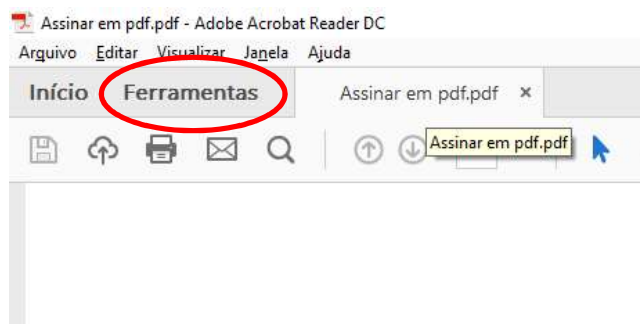 Assinar em pdf.pdf - Adobe Acrobat Reader DC
Arquivo Editar Visualizar Janela Ajuda
Início Ferramentas Assinar em pdf.pdf ×
Assinar em pdf.pdf